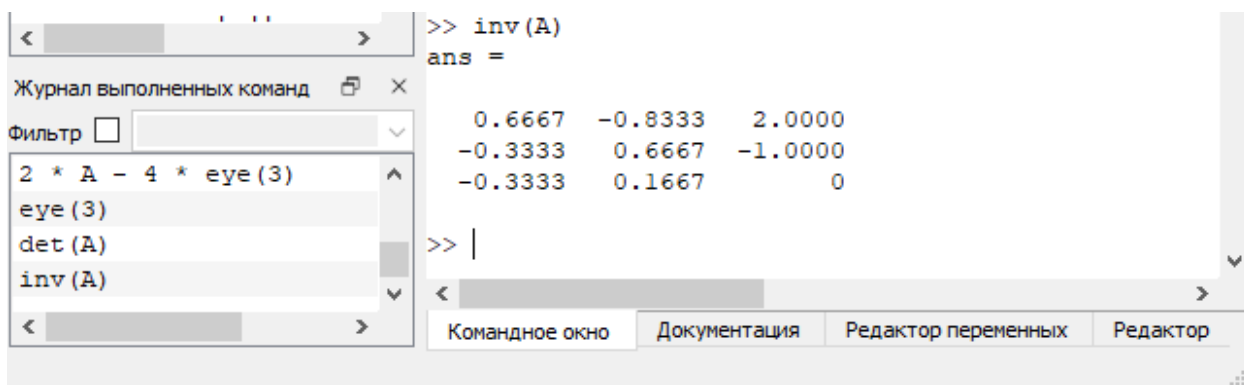 Журнал выполненных команд
Фильтр
2 * A - 4 * eye(3)
eye(3)
det(A)
inv(A)
>> inv(A)
ans =
0.6667 -0.8333 2.0000
-0.3333 0.6667 -1.0000
-0.3333 0.1667 0
>>
Командное окно Документация Редактор переменных Редактор